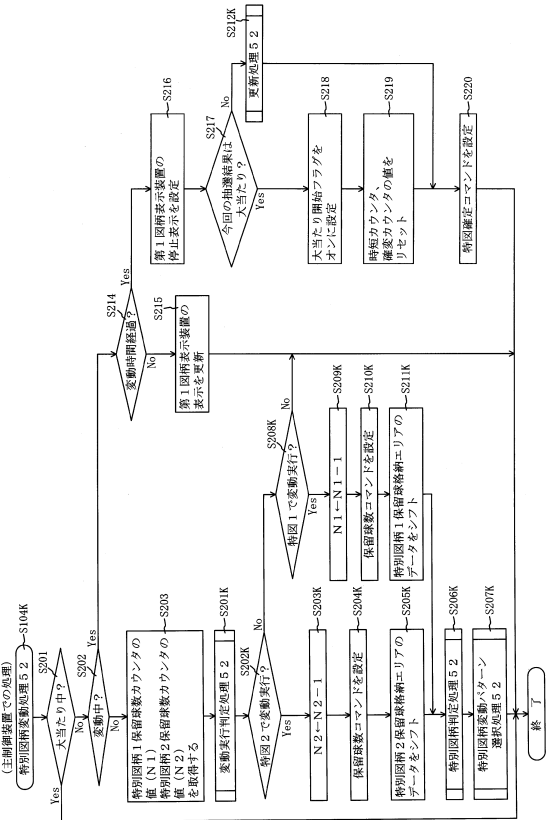 (主制御装置での処理)
特別図柄変動処理５２
S104K
S201
大当たり中？
Yes
No
S202
変動中？
Yes
No
S203
特別図柄１保留球数カウンタの
値（Ｎ１）
特別図柄２保留球数カウンタの
値（Ｎ２）
を取得する
S201K
変動実行判定処理５２
S202K
特図２で変動実行？
No
Yes
S203K
Ｎ２←Ｎ２－１
S204K
保留球数コマンドを設定
S205K
特別図柄２保留球格納エリアの
データをシフト
S206K
特別図柄判定処理５２
S207K
特別図柄変動パターン
選択処理５２
終 了
S208K
特図１で変動実行？
No
Yes
S209K
Ｎ１←Ｎ１－１
S210K
保留球数コマンドを設定
S211K
特別図柄１保留球格納エリアの
データをシフト
S214
変動時間経過？
Yes
No
S215
第１図柄表示装置の
表示を更新
S216
第１図柄表示装置の
停止表示を設定
S217
今回の抽選結果は
大当たり？
No
Yes
S212K
更新処理５２
S218
大当たり開始フラグを
オンに設定
S219
時短カウンタ、
確変カウンタの値を
リセット
S220
特図確定コマンドを設定